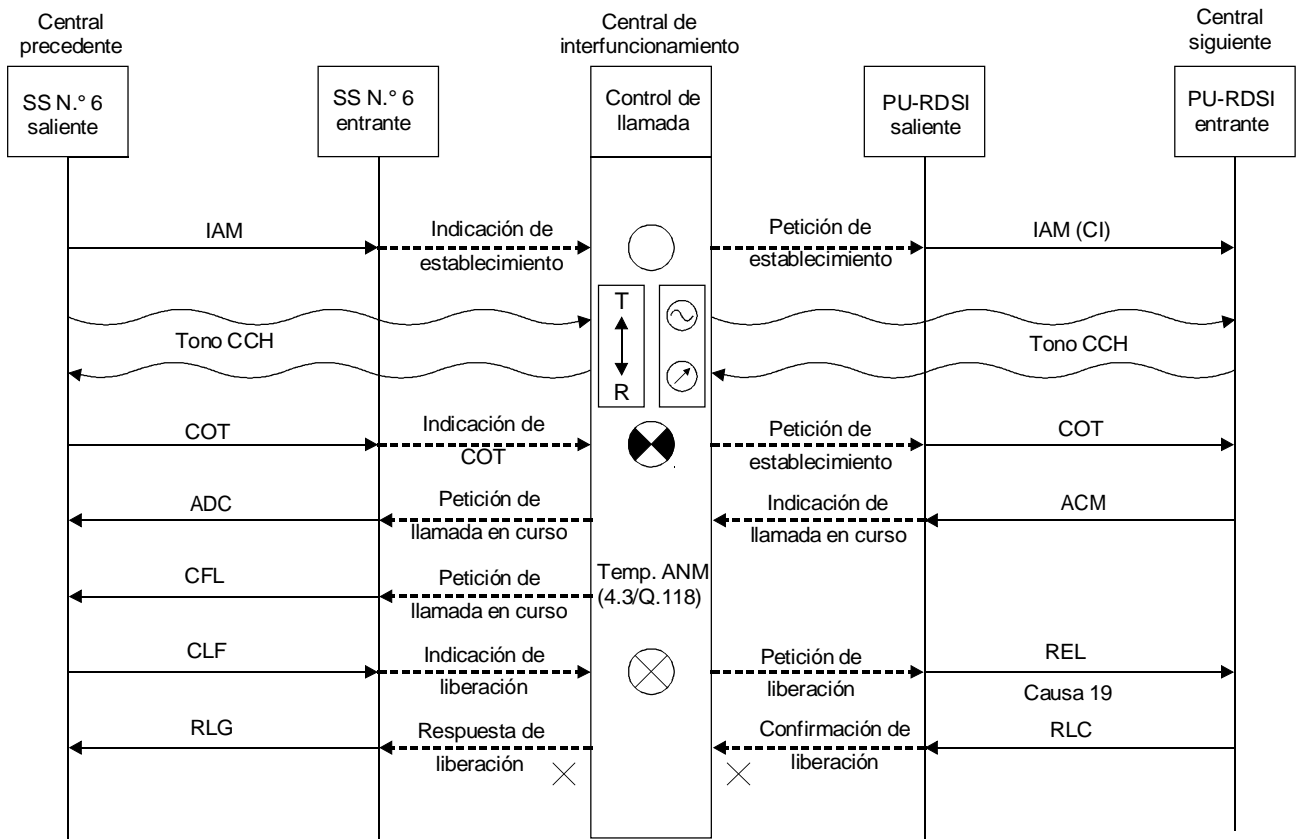 Central
precedente
Central de
interfuncionamiento
Central
siguiente
SS N.° 6
saliente
SS N.° 6
entrante
Control de
llamada
PU-RDSI
saliente
PU-RDSI
entrante
IAM
Indicación de
establecimiento
Petición de
establecimiento
IAM (CI)
Tono CCH
T
R
Tono CCH
COT
Indicación de
COT
Petición de
establecimiento
COT
ADC
Petición de
llamada en curso
Indicación de
llamada en curso
ACM
CFL
Petición de
llamada en curso
Temp. ANM
(4.3/Q.118)
CLF
Indicación de
liberación
Petición de
liberación
REL
Causa 19
RLG
Respuesta de
liberación
Confirmación de
liberación
RLC